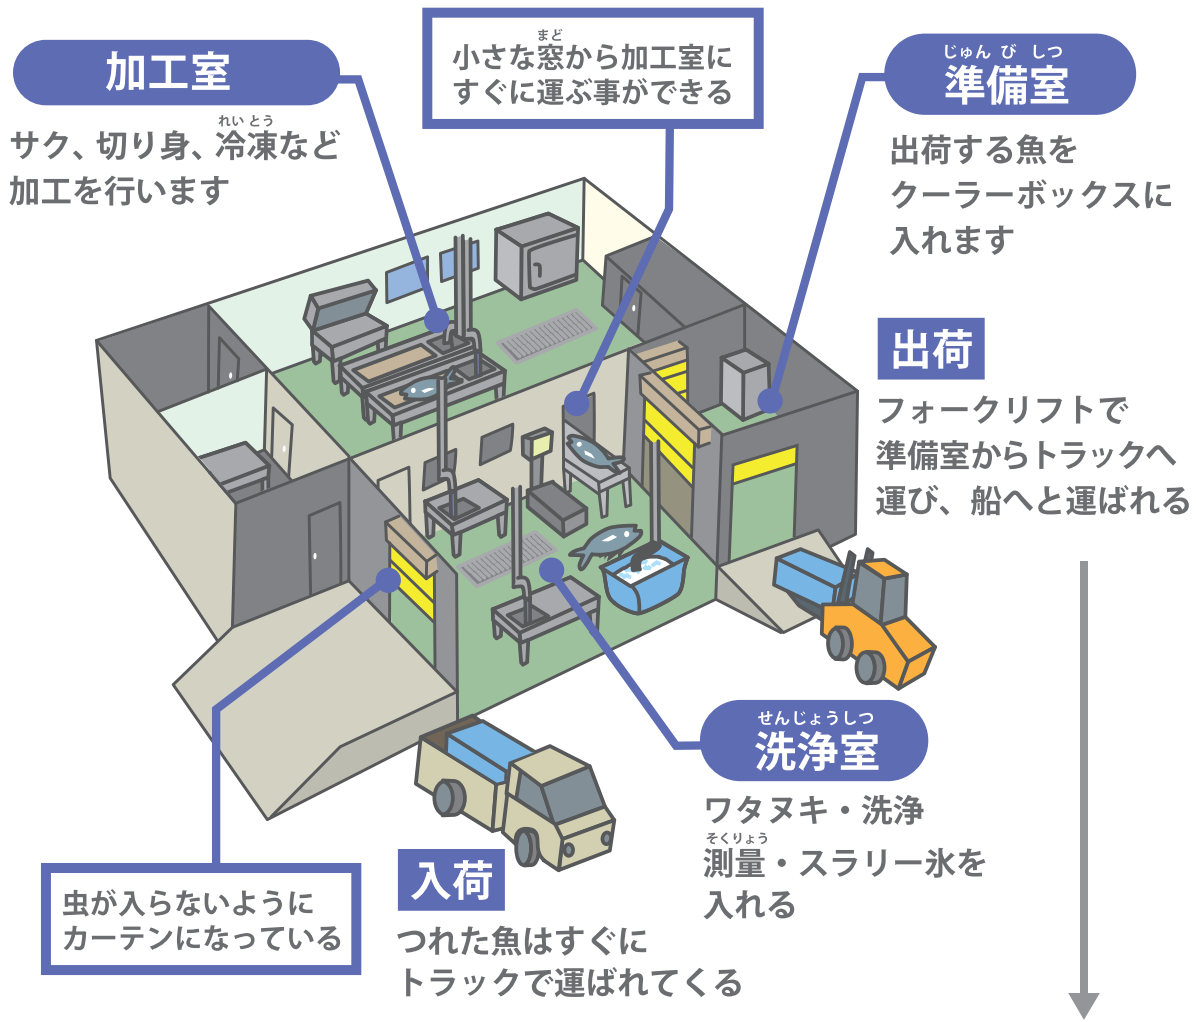 加工室
サク、切り身、冷凍など
れい とう
加工を行います
小さな窓から加工室に
まど
すぐに運ぶ事ができる
じゅん び しつ
準備室
出荷する魚を
クーラーボックスに
入れます
出荷
フォークリフトで
準備室からトラックへ
運び、船へと運ばれる
せんじょうしつ
洗浄室
ワタヌキ・洗浄
そくりょう
測量・スラリー氷を
入れる
入荷
つれた魚はすぐに
トラックで運ばれてくる
虫が入らないように
カーテンになっている